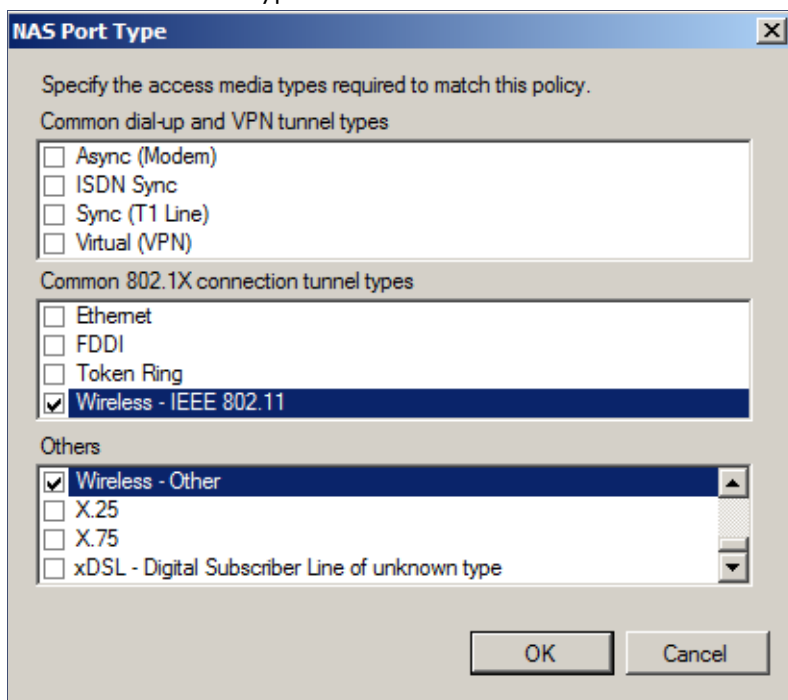 NAS Port Type
Specify the access media types required to match this policy.
Common dial-up and VPN tunnel types
Async (Modem)
ISDN Sync
Sync (T1 Line)
Virtual (VPN)
Common 802.1X connection tunnel types
Ethernet
FDDI
Token Ring
Wireless - IEEE 802.11
Others
Wireless - Other
X.25
X.75
xDSL - Digital Subscriber Line of unknown type
OK Cancel